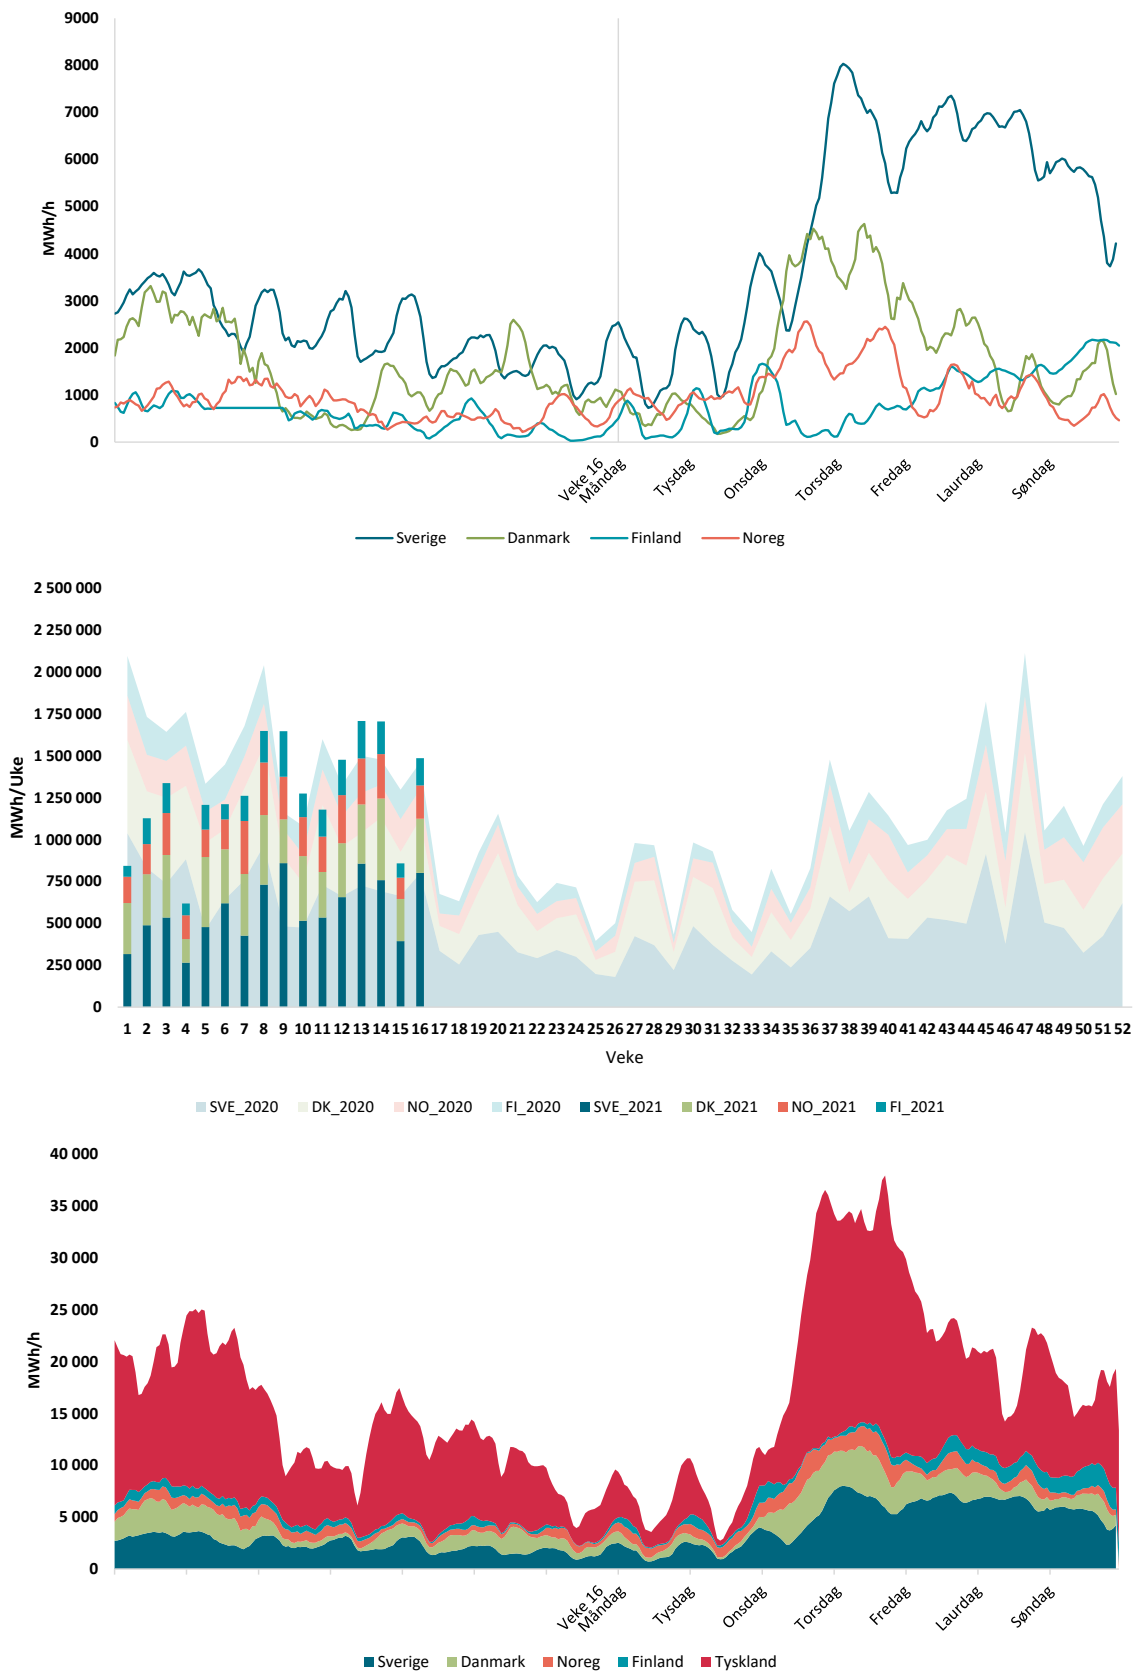 9000
8000
7000
6000
5000
4000
3000
2000
1000
0
MWh/h
Veke 16
Måndag
Tysdag
Onsdag
Torsdag
Fredag
Laurdag
Søndag
Sverige Danmark Finland Noreg
2 500 000
2 250 000
2 000 000
1 750 000
1 500 000
1 250 000
1 000 000
750 000
500 000
250 000
0
MWh/Uke
1 2 3 4 5 6 7 8 9 10 11 12 13 14 15 16 17 18 19 20 21 22 23 24 25 26 27 28 29 30 31 32 33 34 35 36 37 38 39 40 41 42 43 44 45 46 47 48 49 50 51 52
Veke
SVE_2020 DK_2020 NO_2020 FI_2020 SVE_2021 DK_2021 NO_2021 FI_2021
40 000
35 000
30 000
25 000
20 000
15 000
10 000
5 000
0
MWh/h
Veke 16
Måndag
Tysdag
Onsdag
Torsdag
Fredag
Laurdag
Søndag
Sverige Danmark Noreg Finland Tyskland